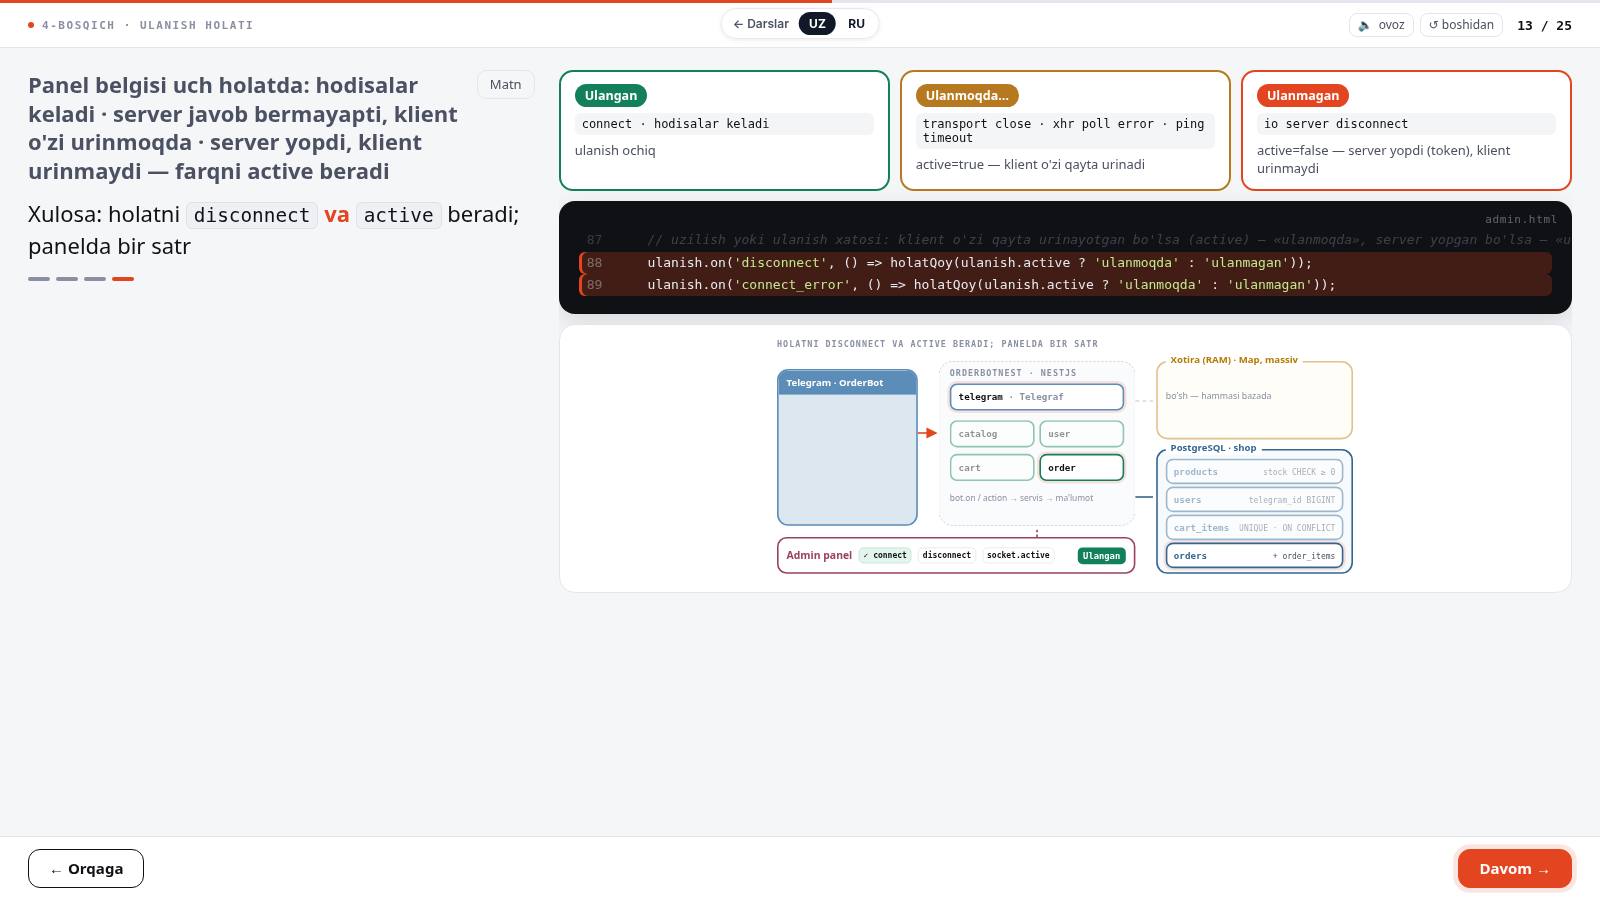 4-BOSQICH · ULANISH HOLATI
← Darslar UZ RU
🔈 ovoz
↺ boshidan
13 / 25
Panel belgisi uch holatda: hodisalar
keladi · server javob bermayapti, klient
o'zi urinmoqda · server yopdi, klient
urinmaydi — farqni active beradi
Matn
Xulosa: holatni disconnect va active beradi;
panelda bir satr
Ulangan
connect · hodisalar keladi
ulanish ochiq
Ulanmoqda…
transport close · xhr poll error · ping
timeout
active=true — klient o'zi qayta urinadi
Ulanmagan
io server disconnect
active=false — server yopdi (token), klient
urinmaydi
admin.html
87 // uzilish yoki ulanish xatosi: klient o'zi qayta urinayotgan bo'lsa (active) — «ulanmoqda», server yopgan bo'lsa — «u
88 ulanish.on('disconnect', () => holatQoy(ulanish.active ? 'ulanmoqda' : 'ulanmagan'));
89 ulanish.on('connect_error', () => holatQoy(ulanish.active ? 'ulanmoqda' : 'ulanmagan'));
HOLATNI DISCONNECT VA ACTIVE BERADI; PANELDA BIR SATR
Telegram · OrderBot
ORDERBOTNEST · NESTJS
telegram · Telegraf
catalog
user
cart
order
bot.on / action → servis → ma'lumot
Xotira (RAM) · Map, massiv
bo'sh — hammasi bazada
PostgreSQL · shop
products stock CHECK ≥ 0
users telegram_id BIGINT
cart_items UNIQUE · ON CONFLICT
orders + order_items
Admin panel ✓ connect disconnect socket.active Ulangan
← Orqaga
Davom →